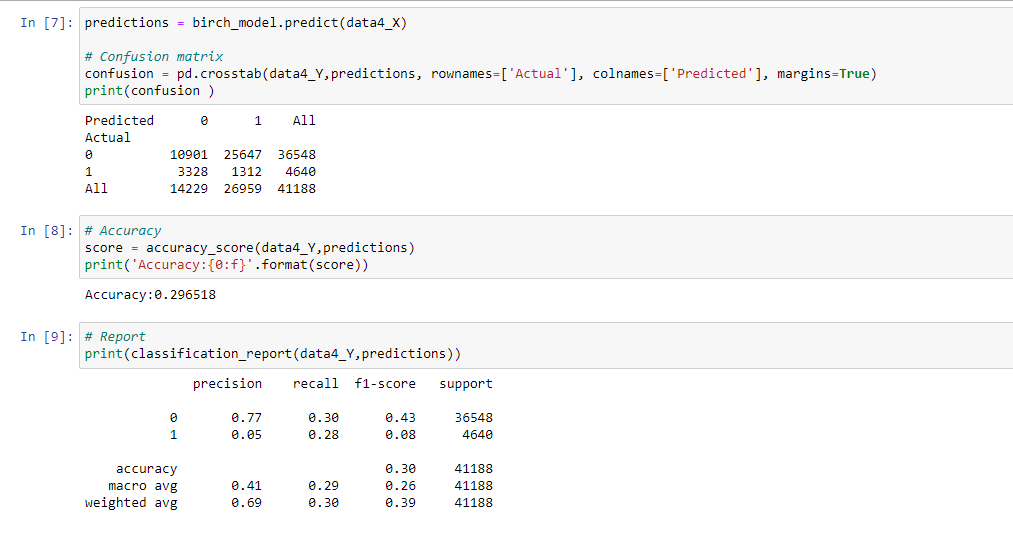 In [7]: predictions = birch_model.predict(data4_X)
# Confusion matrix
confusion = pd.crosstab(data4_Y,predictions, rownames=['Actual'], colnames=['Predicted'], margins=True)
print(confusion )
Predicted 0 1 All
Actual
0 10901 25647 36548
1 3328 1312 4640
All 14229 26959 41188
In [8]: # Accuracy
score = accuracy_score(data4_Y,predictions)
print('Accuracy:{0:f}'.format(score))
Accuracy:0.296518
In [9]: # Report
print(classification_report(data4_Y,predictions))
precision recall f1-score support
0 0.77 0.30 0.43 36548
1 0.05 0.28 0.08 4640
accuracy 0.30 41188
macro avg 0.41 0.29 0.26 41188
weighted avg 0.69 0.30 0.39 41188